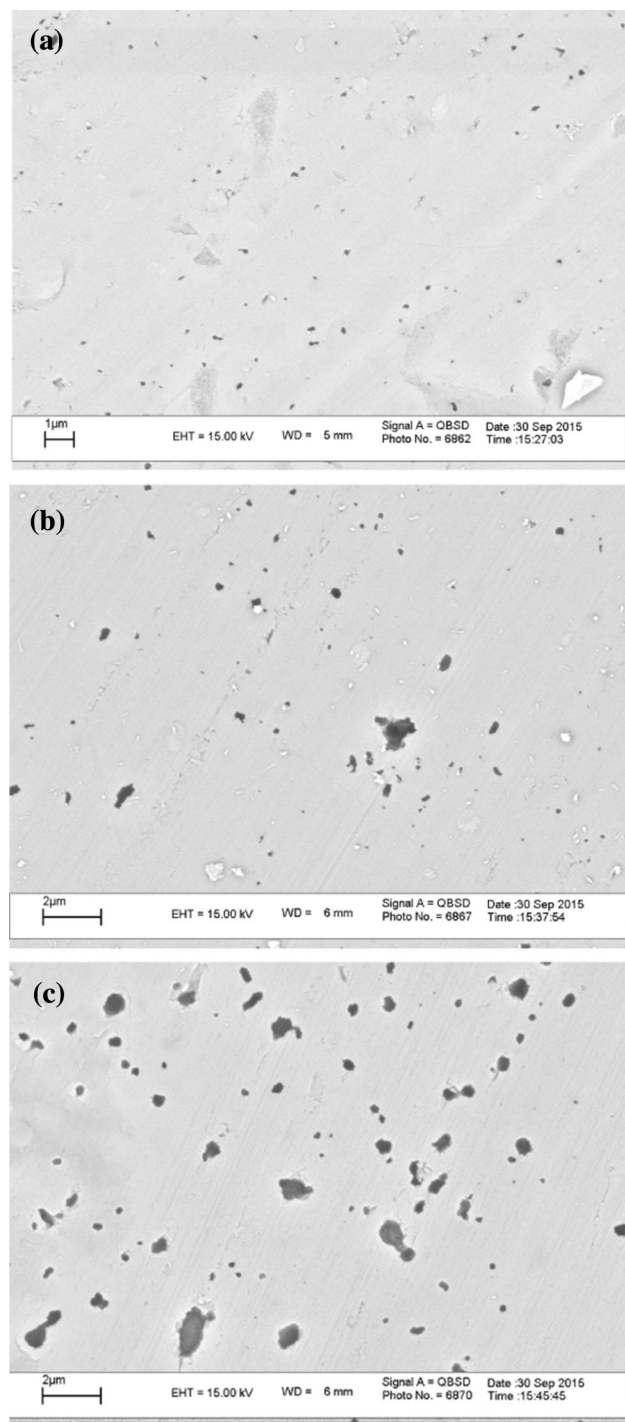 (a)
1µm
EHT = 15.00 kV WD = 5 mm
Signal A = QBSD Date :30 Sep 2015
Photo No. = 6862 Time :15:27:03
(b)
2µm
EHT = 15.00 kV WD = 6 mm
Signal A = QBSD Date :30 Sep 2015
Photo No. = 6867 Time :15:37:54
(c)
2µm
EHT = 15.00 kV WD = 6 mm
Signal A = QBSD Date :30 Sep 2015
Photo No. = 6870 Time :15:45:45